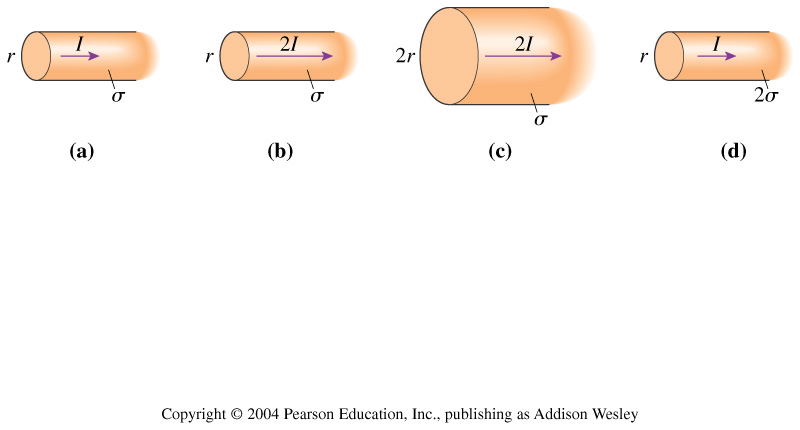 I 2I 2I I
r r 2r r
σ σ σ 2σ
(a) (b) (c) (d)
Copyright © 2004 Pearson Education, Inc., publishing as Addison Wesley